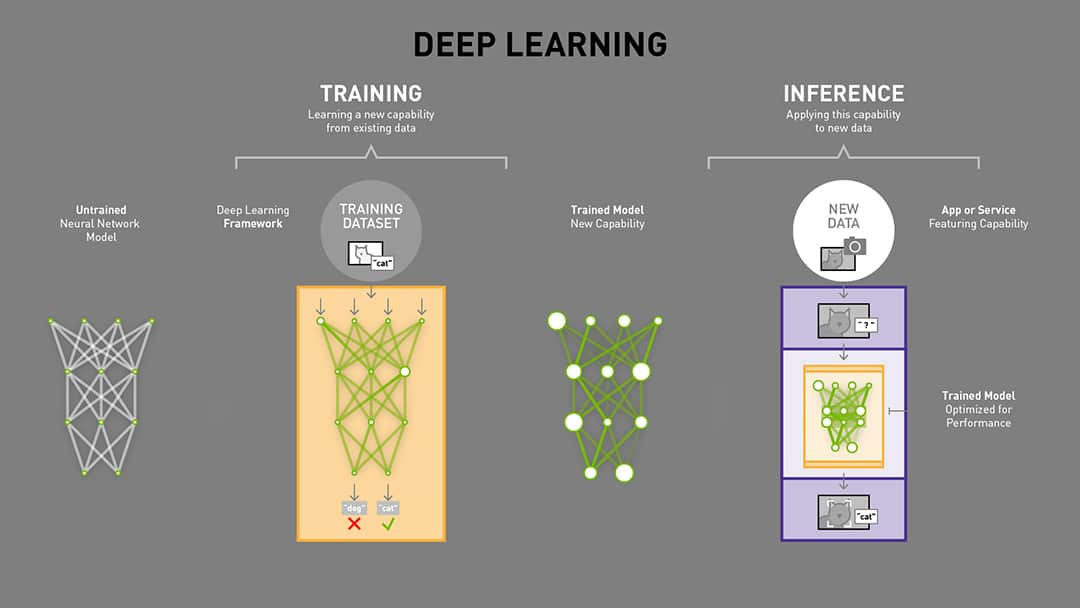 DEEP LEARNING
TRAINING
Learning a new capability
from existing data
INFERENCE
Applying this capability
to new data
Untrained
Neural Network
Model
Deep Learning
Framework
TRAINING
DATASET
"cat"
"dog"
"cat"
Trained Model
New Capability
NEW
DATA
App or Service
Featuring Capability
"?"
Trained Model
Optimized for
Performance
"cat"